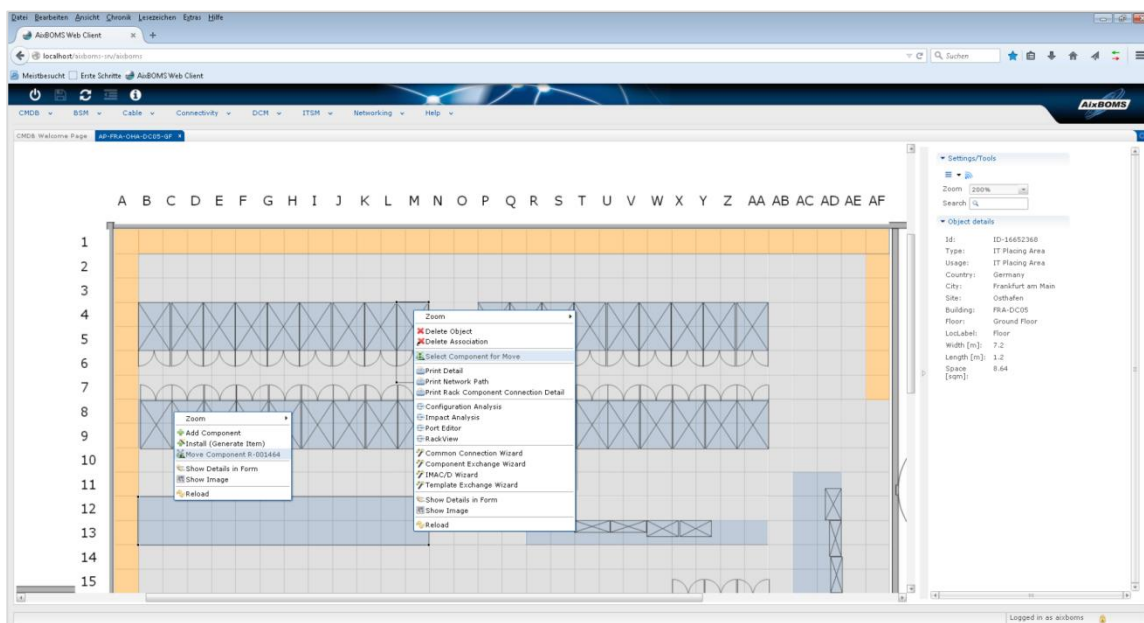 Datei Bearbeiten Ansicht Chronik Lesezeichen Extras Hilfe
AixBOMS Web Client × +
localhost/aixboms-srv/aixboms
Suchen
Meistbesucht Erste Schritte AixBOMS Web Client
AixBOMS
CMDB BSM Cable Connectivity DCM ITSM Networking Help
CMDB Welcome Page AP-FRA-OHA-DC05-GF ×
A B C D E F G H I J K L M N O P Q R S T U V W X Y Z AA AB AC AD AE AF
1
2
3
4
5
6
7
8
9
10
11
12
13
14
15
Zoom
Add Component
Install (Generate Item)
Move Component R-001464
Show Details in Form
Show Image
Reload
Zoom
Delete Object
Delete Association
Select Component for Move
Print Detail
Print Network Path
Print Rack Component Connection Detail
Configuration Analysis
Impact Analysis
Port Editor
RackView
Common Connection Wizard
Component Exchange Wizard
IMAC/D Wizard
Template Exchange Wizard
Show Details in Form
Show Image
Reload
Settings/Tools
Zoom 200%
Search
Object details
Id: ID-16652360
Type: IT Placing Area
Usage: IT Placing Area
Country: Germany
City: Frankfurt am Main
Site: Osthafen
Building: FRA-DC05
Floor: Ground Floor
LocLabel: Floor
Width [m]: 7.2
Length [m]: 1.2
Space 8.64
[sqm]:
Logged in as aixboms